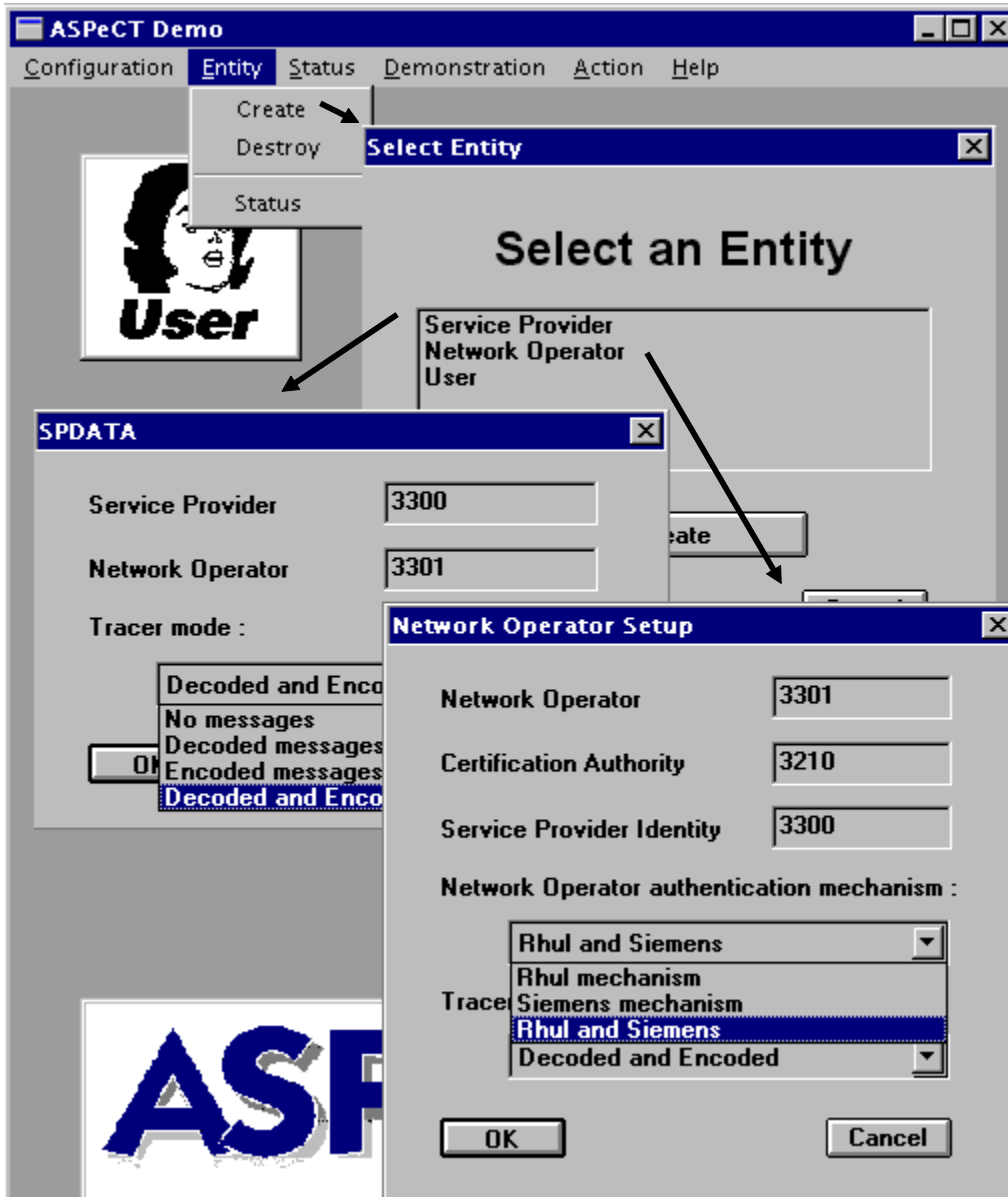 ASPeCT Demo
Configuration Entity Status Demonstration Action Help
Create
Destroy
Status
User
Select Entity
Select an Entity
Service Provider
Network Operator
User
SPDATA
Service Provider 3300
Network Operator 3301
Tracer mode :
Decoded and Enco
No messages
Decoded messages
Encoded messages
Decoded and Enco
eate
Network Operator Setup
Network Operator 3301
Certification Authority 3210
Service Provider Identity 3300
Network Operator authentication mechanism :
Rhul and Siemens
Rhul mechanism
Siemens mechanism
Rhul and Siemens
Trace
Decoded and Encoded
OK Cancel
ASP